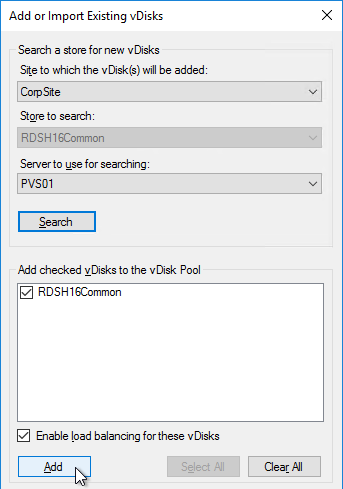 Add or Import Existing vDisks
Search a store for new vDisks
Site to which the vDisk(s) will be added:
CorpSite
Store to search:
RDSH16Common
Server to use for searching:
PVS01
Search
Add checked vDisks to the vDisk Pool
RDSH16Common
Enable load balancing for these vDisks
Add
Select All
Clear All